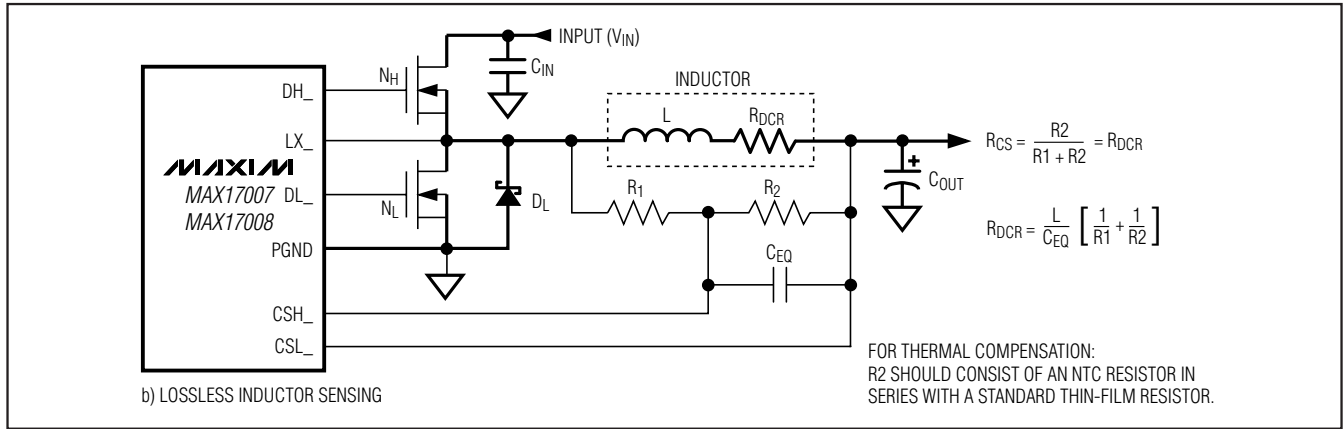 INPUT (VIN)
CIN
NH
DH_
INDUCTOR
L
RDCR
LX_
MAXIM
MAX17007
MAX17008
DL_
NL
DL
R1
R2
COUT
+
RCS = R2 / R1 + R2 = RDCR
RDCR = L / CEQ [ 1 / R1 + 1 / R2 ]
PGND
CEQ
CSH_
CSL_
FOR THERMAL COMPENSATION:
R2 SHOULD CONSIST OF AN NTC RESISTOR IN
SERIES WITH A STANDARD THIN-FILM RESISTOR.
b) LOSSLESS INDUCTOR SENSING